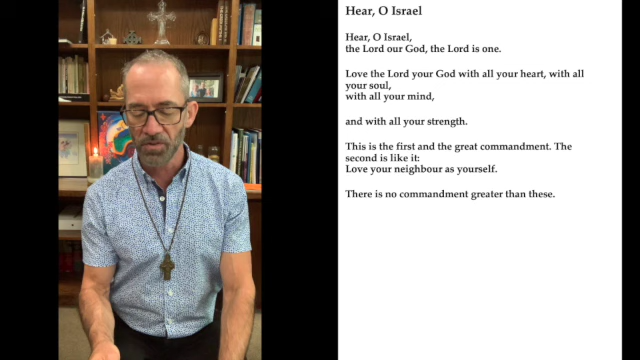 Hear, O Israel
Hear, O Israel,
the Lord our God, the Lord is one.
Love the Lord your God with all your heart, with all
your soul,
with all your mind,
and with all your strength.
This is the first and the great commandment. The
second is like it:
Love your neighbour as yourself.
There is no commandment greater than these.